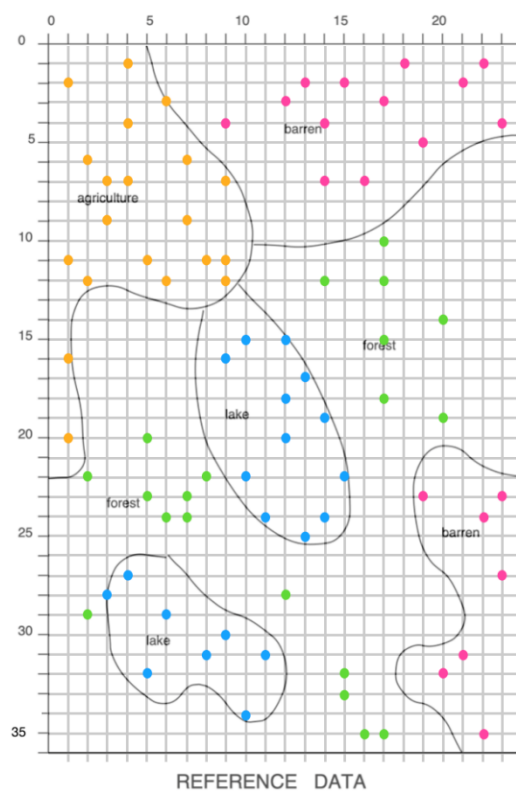 0 5 10 15 20
0
barren
5
agriculture
10
15
forest
lake
20
forest
barren
25
30
lake
35
REFERENCE DATA